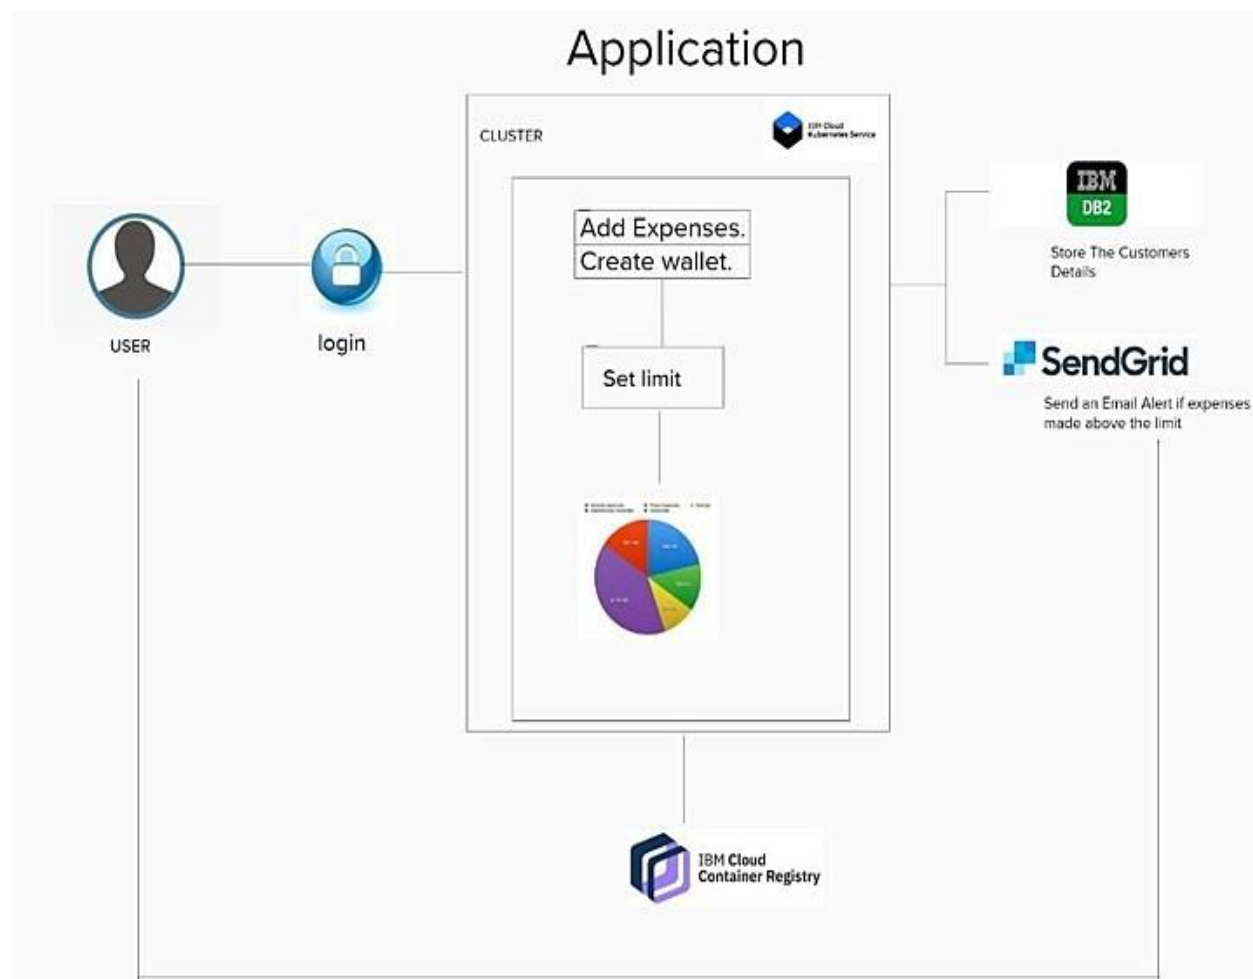 Application
CLUSTER
IBM Cloud
Kubernetes Service
Add Expenses.
Create wallet.
Set limit
USER
login
IBM
DB2
Store The Customers
Details
SendGrid
Send an Email Alert if expenses
made above the limit
IBM Cloud
Container Registry